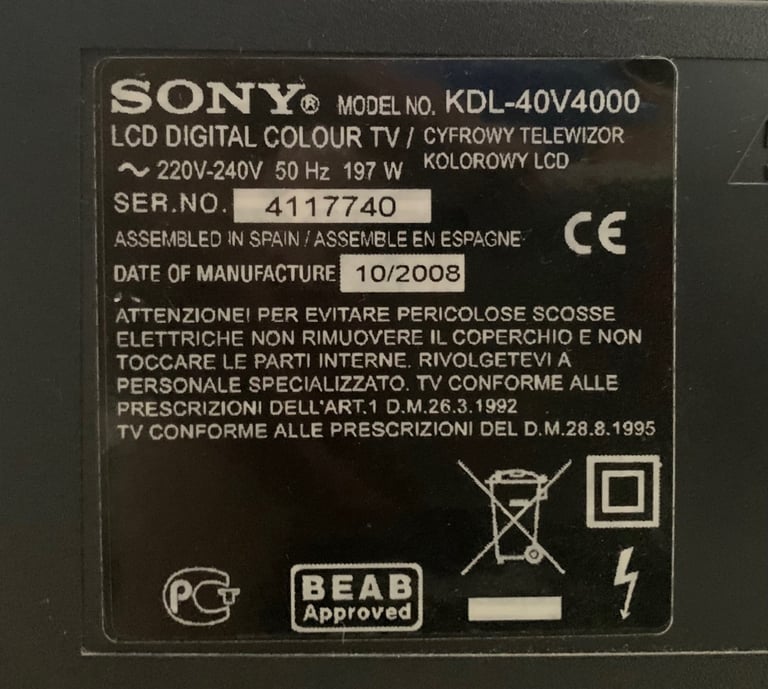 SONY® MODEL NO. KDL-40V4000
LCD DIGITAL COLOUR TV / CYFROWY TELEWIZOR
KOLOROWY LCD
~ 220V-240V 50 Hz 197 W
SER.NO. 4117740
ASSEMBLED IN SPAIN / ASSEMBLE EN ESPAGNE
CE
DATE OF MANUFACTURE 10/2008
ATTENZIONE! PER EVITARE PERICOLOSE SCOSSE
ELETTRICHE NON RIMUOVERE IL COPERCHIO E NON
TOCCARE LE PARTI INTERNE. RIVOLGETEVI A
PERSONALE SPECIALIZZATO. TV CONFORME ALLE
PRESCRIZIONI DELL'ART.1 D.M.26.3.1992
TV CONFORME ALLE PRESCRIZIONI DEL D.M.28.8.1995
PCT
BEAB
Approved